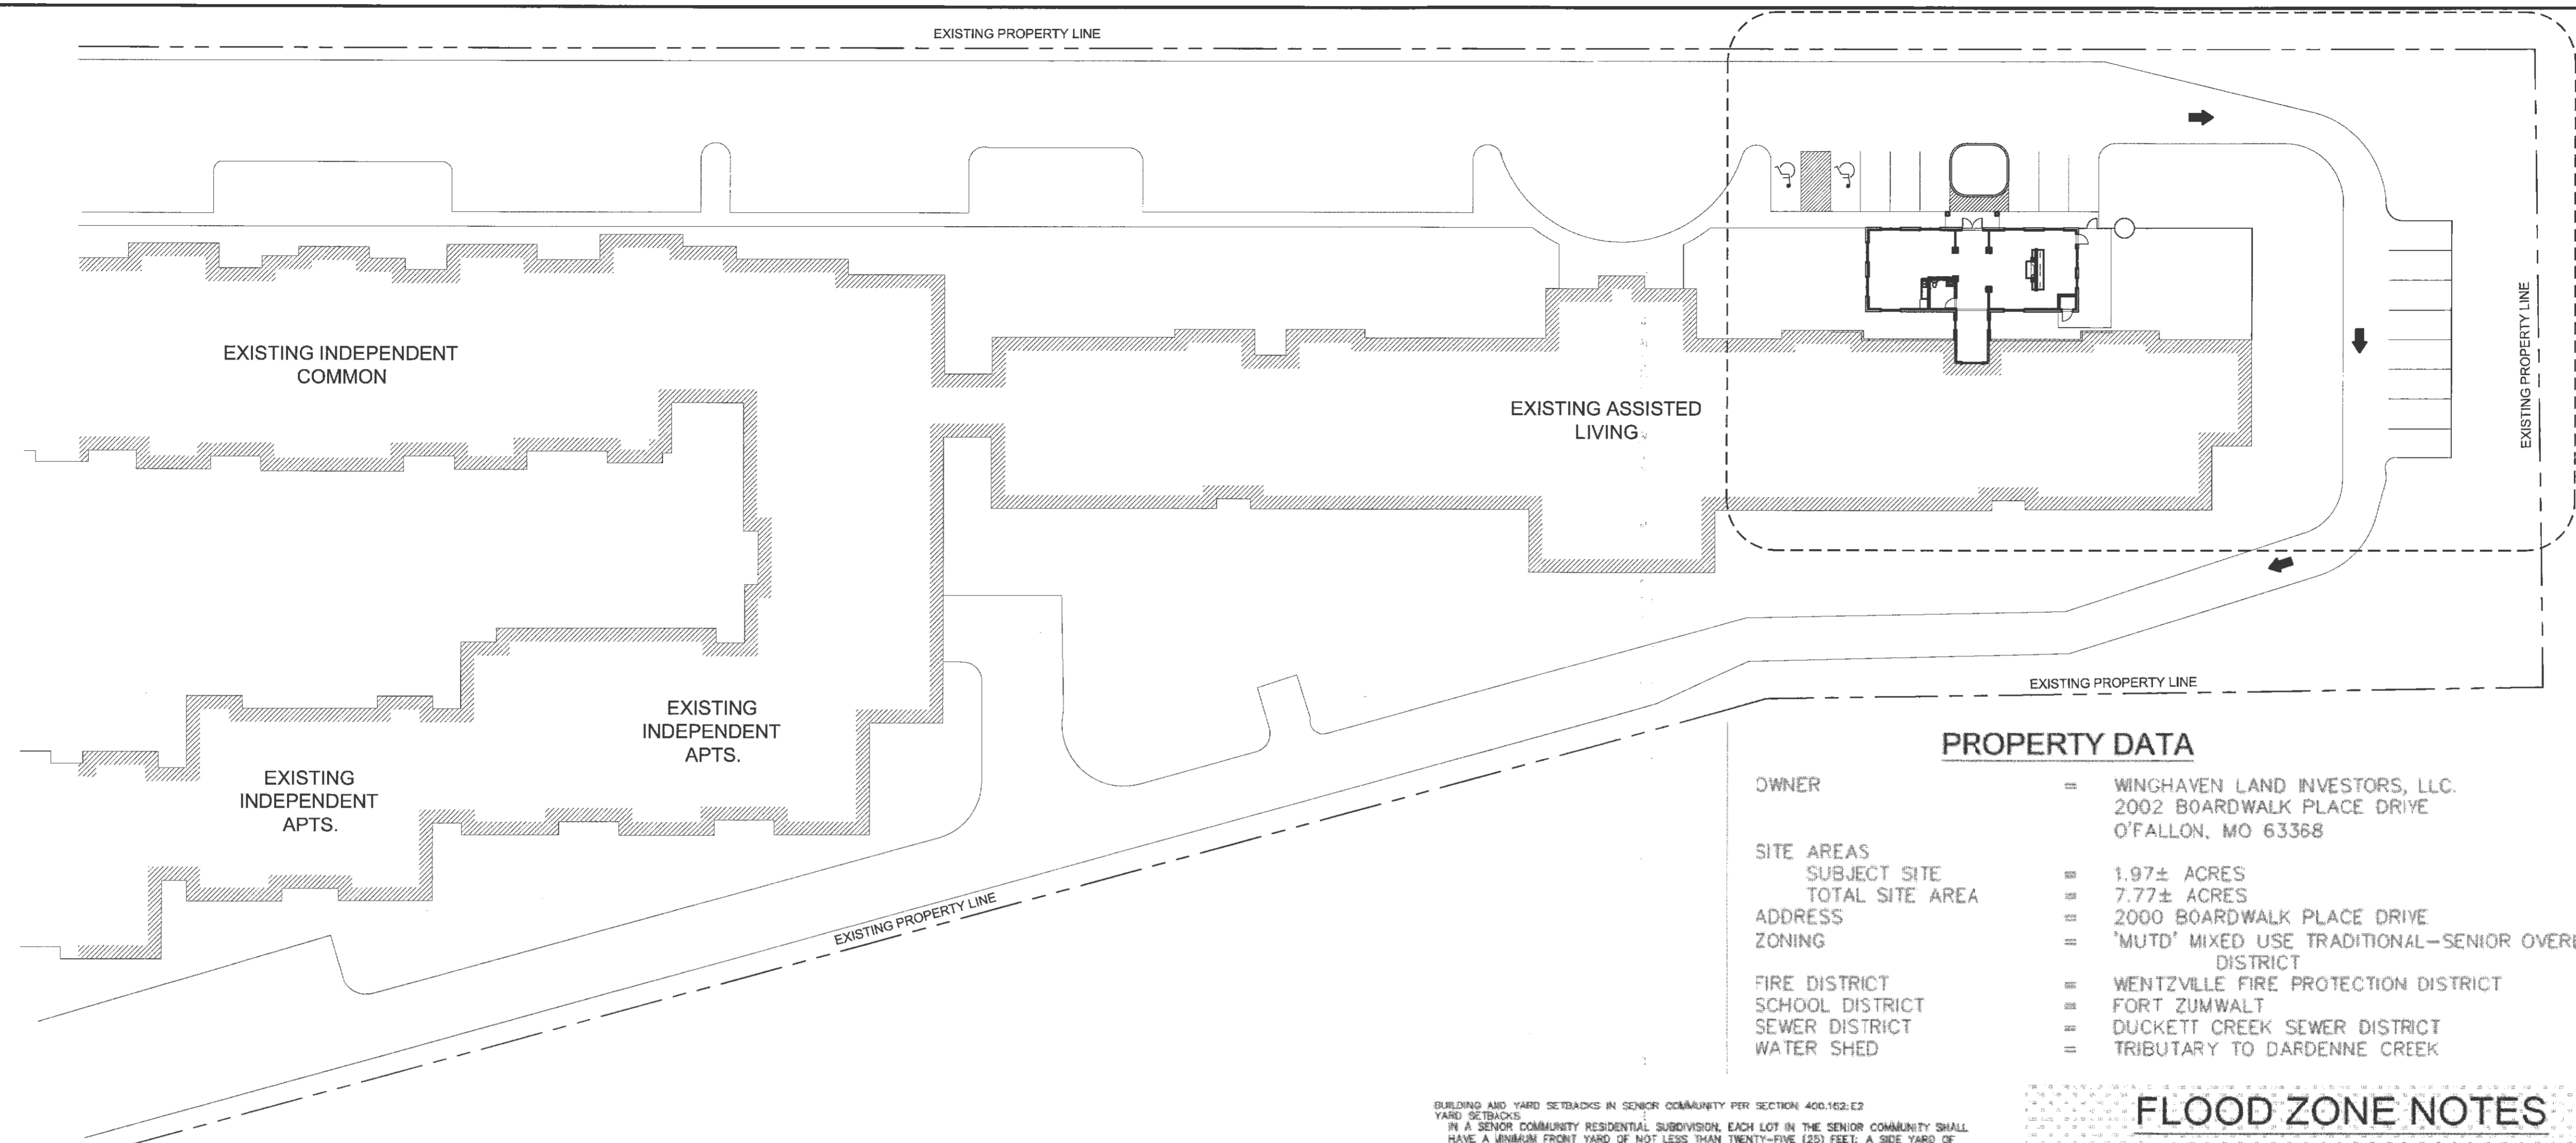 EXISTING PROPERTY LINE
EXISTING INDEPENDENT
COMMON
EXISTING ASSISTED
LIVING
EXISTING PROPERTY LINE
EXISTING PROPERTY LINE
EXISTING
INDEPENDENT
APTS.
EXISTING
INDEPENDENT
APTS.
EXISTING PROPERTY LINE
PROPERTY DATA
OWNER = WINGHAVEN LAND INVESTORS, LLC.
2002 BOARDWALK PLACE DRIVE
O'FALLON, MO 63368
SITE AREAS
SUBJECT SITE = 1.97± ACRES
TOTAL SITE AREA = 7.77± ACRES
ADDRESS = 2000 BOARDWALK PLACE DRIVE
ZONING = 'MUTD' MIXED USE TRADITIONAL-SENIOR OVERL
DISTRICT
FIRE DISTRICT = WENTZVILLE FIRE PROTECTION DISTRICT
SCHOOL DISTRICT = FORT ZUMWALT
SEWER DISTRICT = DUCKETT CREEK SEWER DISTRICT
WATER SHED = TRIBUTARY TO DARDENNE CREEK
BUILDING AND YARD SETBACKS IN SENIOR COMMUNITY PER SECTION 400.162:E2
YARD SETBACKS
IN A SENIOR COMMUNITY RESIDENTIAL SUBDIVISION, EACH LOT IN THE SENIOR COMMUNITY SHALL
HAVE A MINIMUM FRONT YARD OF NOT LESS THAN TWENTY-FIVE (25) FEET; A SIDE YARD OF
FLOOD ZONE NOTES